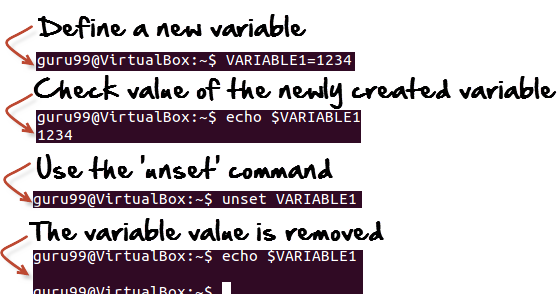 Define a new variable
guru99@VirtualBox:~$ VARIABLE1=1234
Check value of the newly created variable
guru99@VirtualBox:~$ echo $VARIABLE1
1234
Use the 'unset' command
guru99@VirtualBox:~$ unset VARIABLE1
The variable value is removed
guru99@VirtualBox:~$ echo $VARIABLE1

guru99@VirtualBox:~$